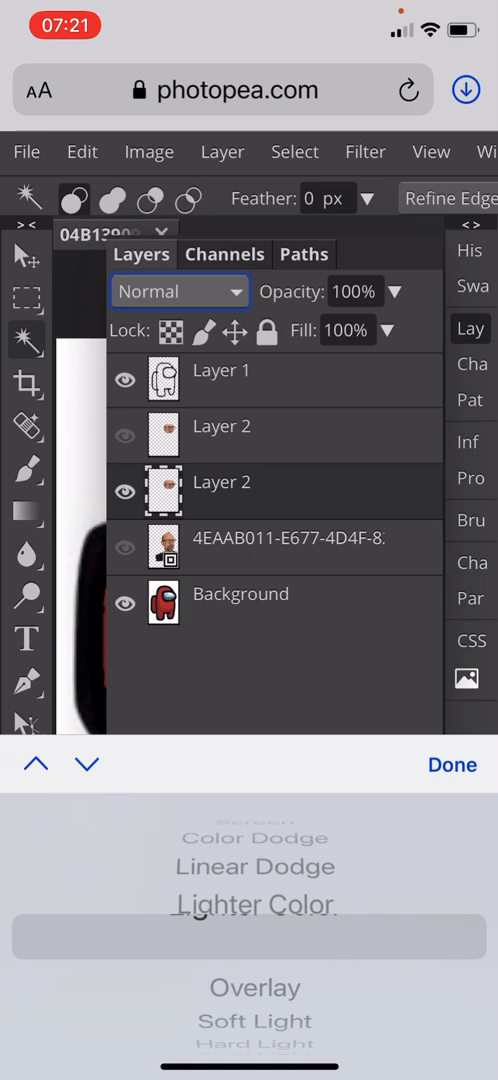 07:21
AA photopea.com
File Edit Image Layer Select Filter View Wi
Feather: 0 px Refine Edge
> < 04B1390 < >
Layers Channels Paths
His
Normal Opacity: 100%
Swa
Lock: Fill: 100%
Lay
Layer 1
Cha
Pat
Layer 2
Inf
Layer 2
Pro
Bru
4EAAB011-E677-4D4F-8
Cha
Background
Par
CSS
T
Done
Screen
Color Dodge
Linear Dodge
Lighter Color
Overlay
Soft Light
Hard Light